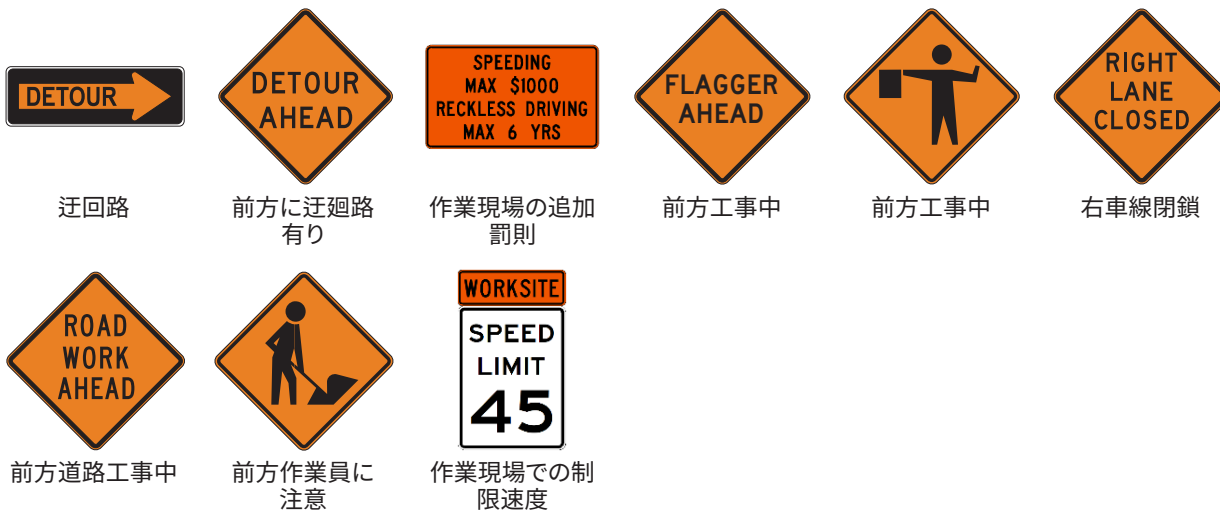 DETOUR
迂回路
DETOUR
AHEAD
前方に迂廻路
有り
SPEEDING
MAX $1000
RECKLESS DRIVING
MAX 6 YRS
作業現場の追加
罰則
FLAGGER
AHEAD
前方工事中
前方工事中
RIGHT
LANE
CLOSED
右車線閉鎖
ROAD
WORK
AHEAD
前方道路工事中
前方作業員に
注意
WORKSITE
SPEED
LIMIT
45
作業現場での制
限速度